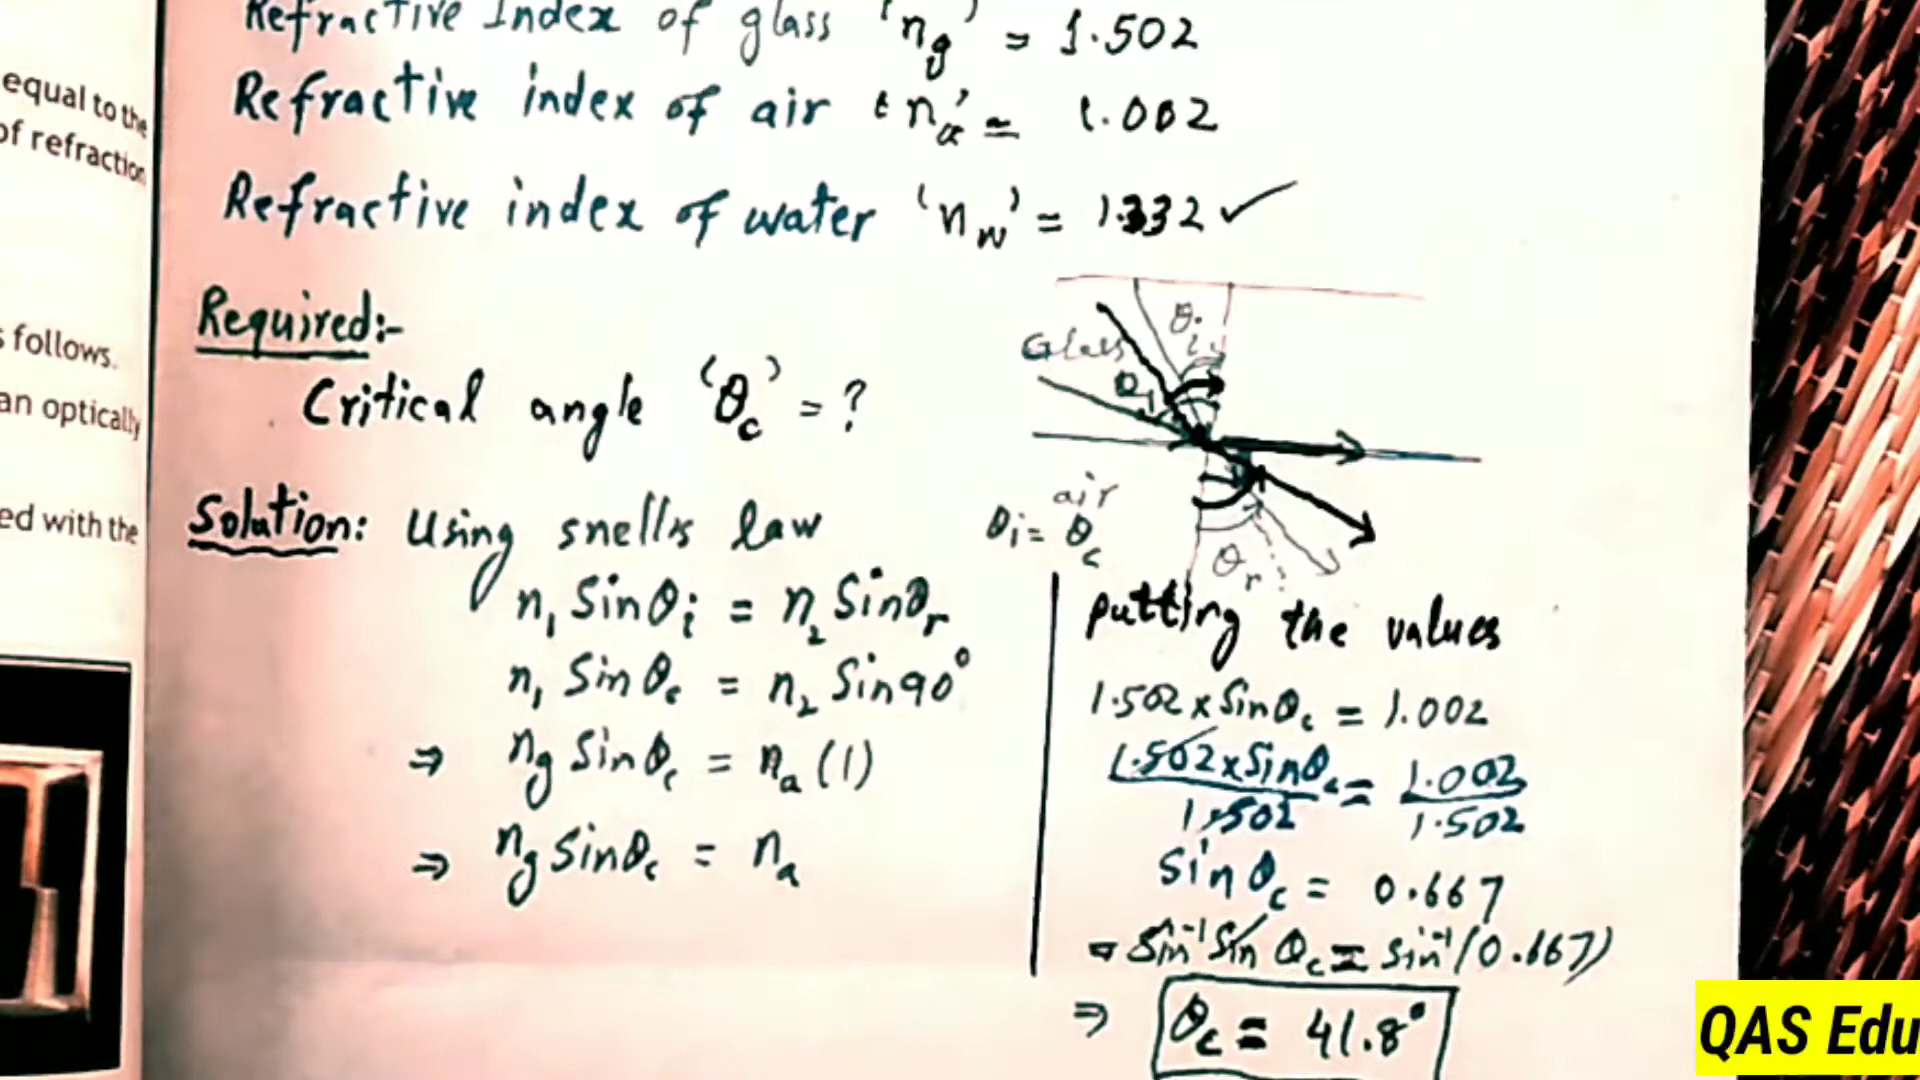 equal to the
of refraction
s follows.
an optically
ed with the
Refractive Index of glass 'ng' = 1.502
Refractive index of air 'na' = 1.002
Refractive index of water 'nw' = 1.332 ✓
Required:-
Critical angle 'θc' = ?
Glass
θi
θ1
air
θi = θc
θr
Solution: Using snell's law
n₁ Sinθi = n₂ Sinθr
n₁ Sinθc = n₂ Sin90°
⇒ ng Sinθc = na (1)
⇒ ng Sinθc = na
putting the values
1.502 x Sinθc = 1.002
1.502 x Sinθc = 1.002
1.502 1.502
Sinθc = 0.667
⇒ Sin⁻¹ Sin θc = Sin⁻¹(0.667)
⇒ θc = 41.8°
QAS Edu